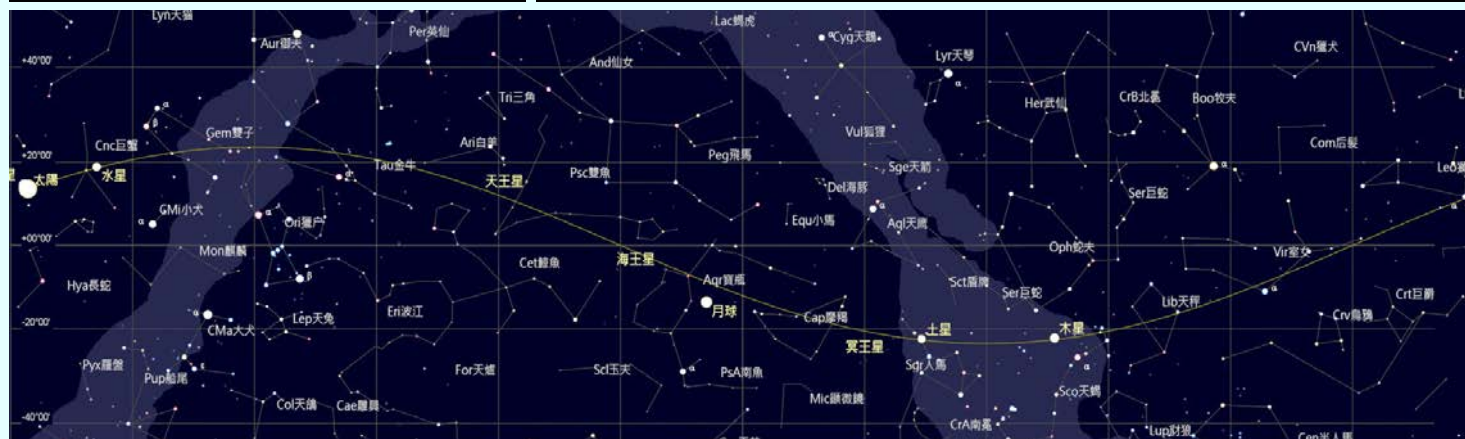 Lyn天猫
Per英仙
Lac蝎虎
αCyg天鵝
Aur御夫
Lyr天琴
CVn獵犬
And仙女
+40°00'
α
Tri三角
Her武仙
CrB北冕
Boo牧夫
α
β
Gem雙子
Vul狐狸
Ari白羊
Com后髮
Cnc巨蟹
Peg飛馬
+20°00'
Tau金牛
Psc雙魚
Sge天箭
α
Leo獅
太陽
水星
α
天王星
Del海豚
Ser巨蛇
CMi小犬
α
α
Ori獵户
Equ小馬
Aql天鷹
+00°00'
Mon麒麟
Oph蛇夫
Vir室女
Cet鯨魚
海王星
β
Aqr寶瓶
Sct盾牌
Hya長蛇
Ser巨蛇
α
Crt巨爵
Eri波江
月球
Lib天秤
α
Lep天兔
Cap摩羯
Crv烏鴉
-20°00'
CMa大犬
土星
木星
冥王星
Pyx羅盤
ε
For天爐
Scl玉夫
α
PsA南魚
Sgr人馬
α
Pup船尾
Sco天蝎
Col天鴿
Cae雕具
Mic顯微鏡
-40°00'
CrA南冕
Lup豺狼
Cen半人馬